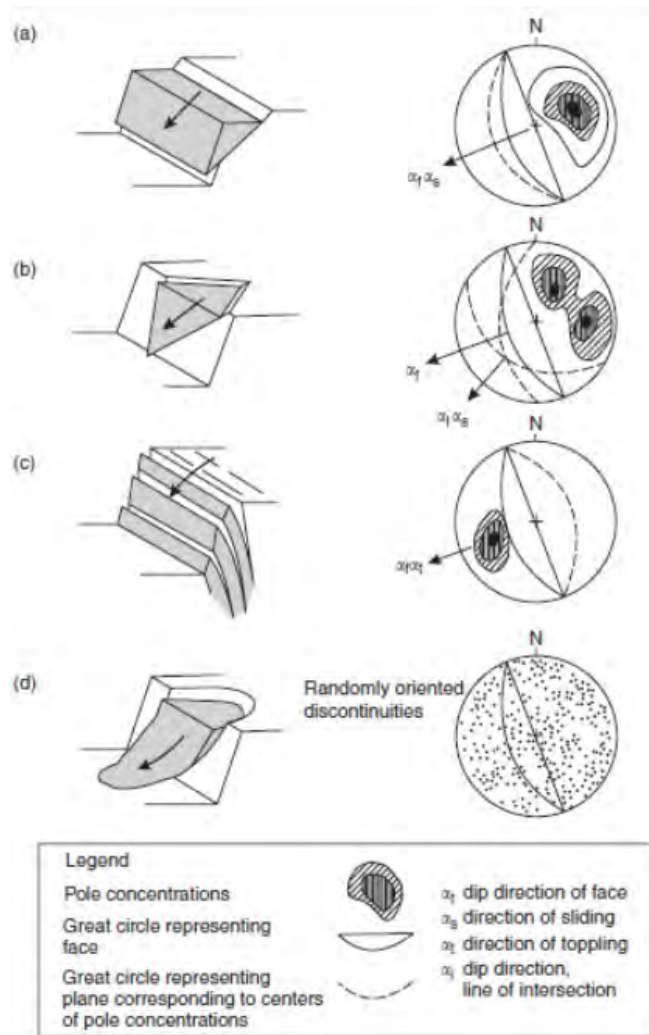 (a)
N
αf αs
(b)
N
αf
αi αs
(c)
N
αf αt
(d)
Randomly oriented
discontinuities
N
Legend
Pole concentrations
Great circle representing
face
Great circle representing
plane corresponding to centers
of pole concentrations
αf dip direction of face
αs direction of sliding
αt direction of toppling
αi dip direction,
line of intersection